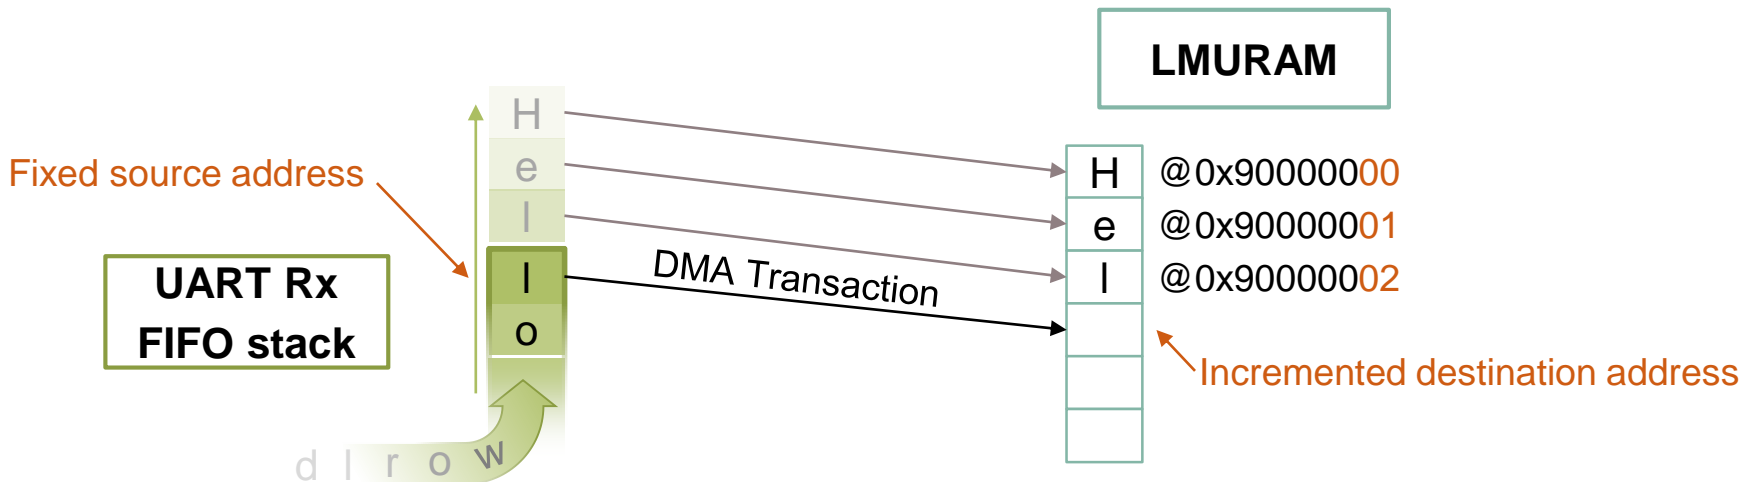 LMURAM
H
e
l
Fixed source address
l
o
UART Rx
FIFO stack
d l r o w
DMA Transaction
H @0x90000000
e @0x90000001
l @0x90000002
Incremented destination address